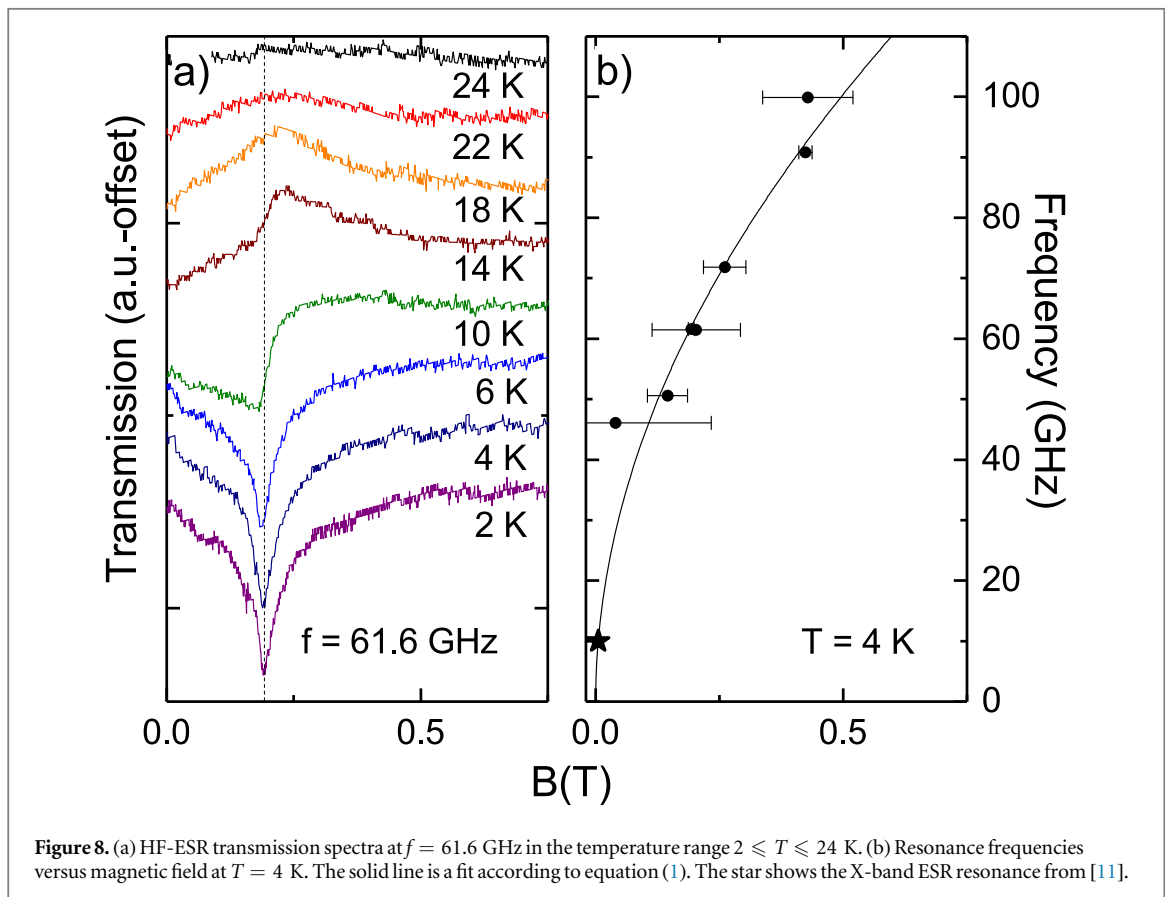 a)
24 K
22 K
18 K
14 K
10 K
6 K
4 K
2 K
f = 61.6 GHz
Transmission (a.u.-offset)
0.0
0.5
b)
100
80
60
40
20
0
Frequency (GHz)
T = 4 K
0.0
0.5
B(T)
Figure 8. (a) HF-ESR transmission spectra at f = 61.6 GHz in the temperature range 2 ⩽ T ⩽ 24 K. (b) Resonance frequencies
versus magnetic field at T = 4 K. The solid line is a fit according to equation (1). The star shows the X-band ESR resonance from [11].